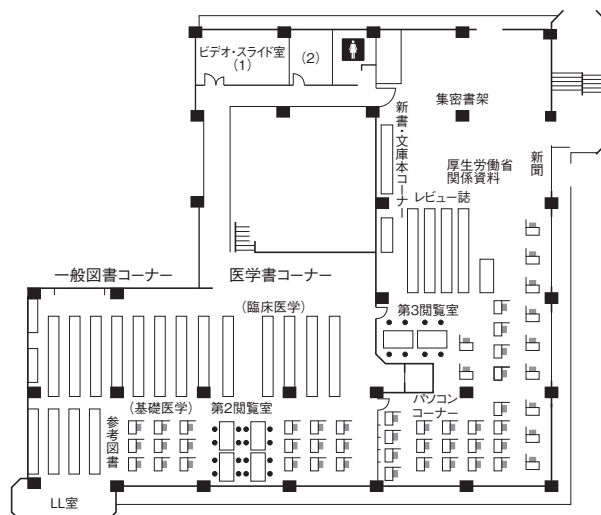 ビデオ・スライド室
(1)
(2)
集密書架
新書・文庫本コーナー
新聞
厚生労働省
関係資料
レビュー誌
一般図書コーナー
医学書コーナー
(臨床医学)
第3閲覧室
(基礎医学)
第2閲覧室
パソコン
コーナー
参考図書
LL室